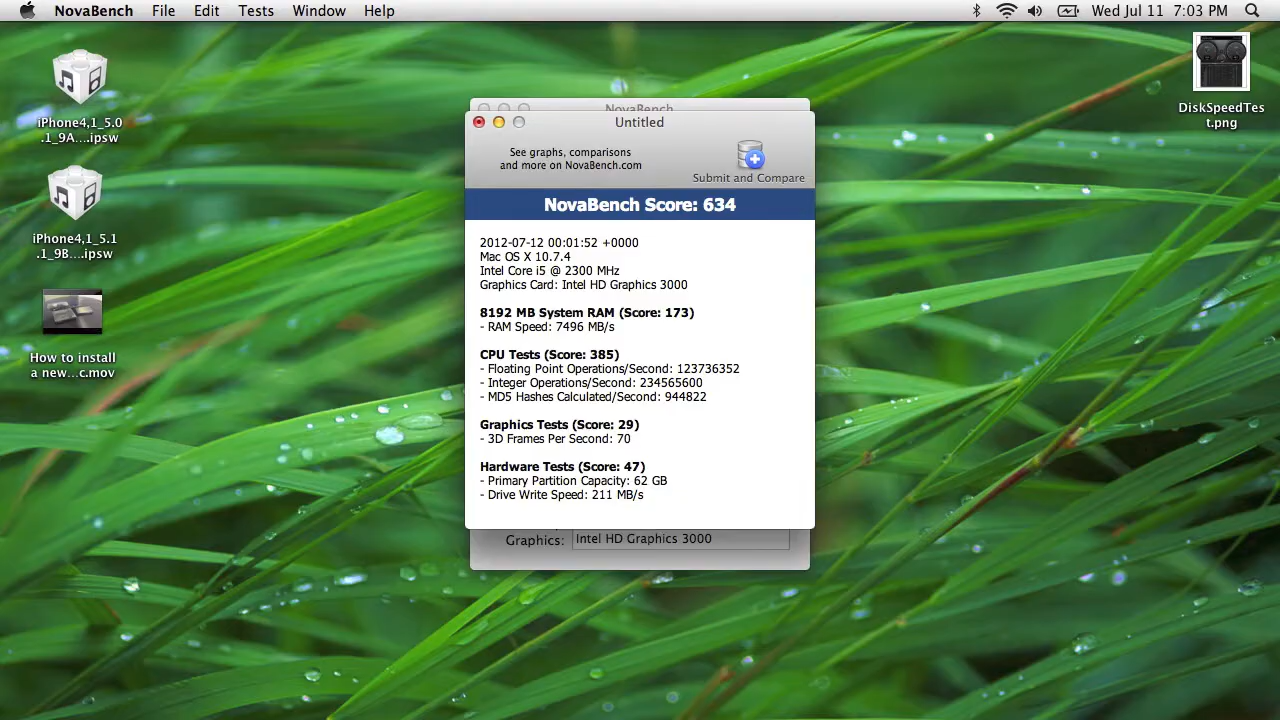 NovaBench File Edit Tests Window Help Wed Jul 11 7:03 PM
iPhone4,1_5.0
.1_9A....ipsw
iPhone4,1_5.1
.1_9B...ipsw
How to install
a new...c.mov
DiskSpeedTes
t.png
NovaBench
Untitled
See graphs, comparisons
and more on NovaBench.com
Submit and Compare
NovaBench Score: 634
2012-07-12 00:01:52 +0000
Mac OS X 10.7.4
Intel Core i5 @ 2300 MHz
Graphics Card: Intel HD Graphics 3000
8192 MB System RAM (Score: 173)
- RAM Speed: 7496 MB/s
CPU Tests (Score: 385)
- Floating Point Operations/Second: 123736352
- Integer Operations/Second: 234565600
- MD5 Hashes Calculated/Second: 944822
Graphics Tests (Score: 29)
- 3D Frames Per Second: 70
Hardware Tests (Score: 47)
- Primary Partition Capacity: 62 GB
- Drive Write Speed: 211 MB/s
Graphics: Intel HD Graphics 3000